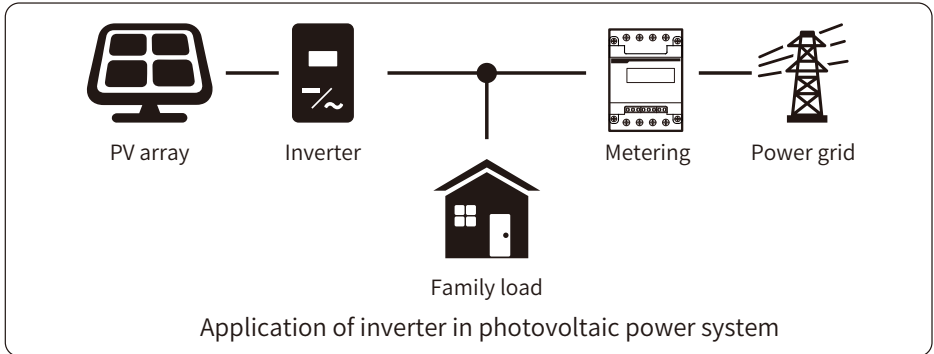 PV array
Inverter
Metering
Power grid
Family load
Application of inverter in photovoltaic power system